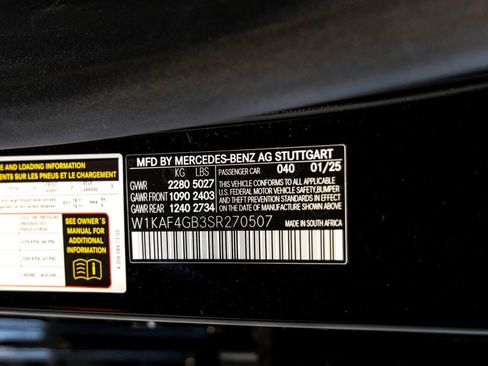 E AND LOADING INFORMATION
ENTS SUR LES PNEUS ET LE CHARGEMENT
SEE OWNER'S
MANUAL FOR
ADDITIONAL
INFORMATION
MFD BY MERCEDES-BENZ AG STUTTGART
KG LBS PASSENGER CAR 040 01/25
GVWR 2280 5027
GAWR FRONT 1090 2403
GAWR REAR 1240 2734
THIS VEHICLE CONFORMS TO ALL APPLICABLE
U.S. FEDERAL MOTOR VEHICLE SAFETY, BUMPER
AND THEFT PREVENTION STANDARDS IN EFFECT
ON THE DATE OF MANUFACTURE SHOWN ABOVE.
W1KAF4GB3SR270507
MADE IN SOUTH AFRICA